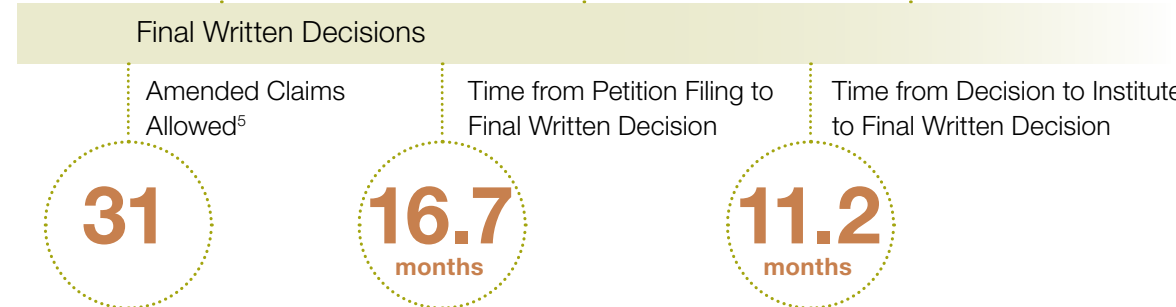 Final Written Decisions
Amended Claims
Allowed5
Time from Petition Filing to
Final Written Decision
Time from Decision to Institute
to Final Written Decision
31
16.7
months
11.2
months